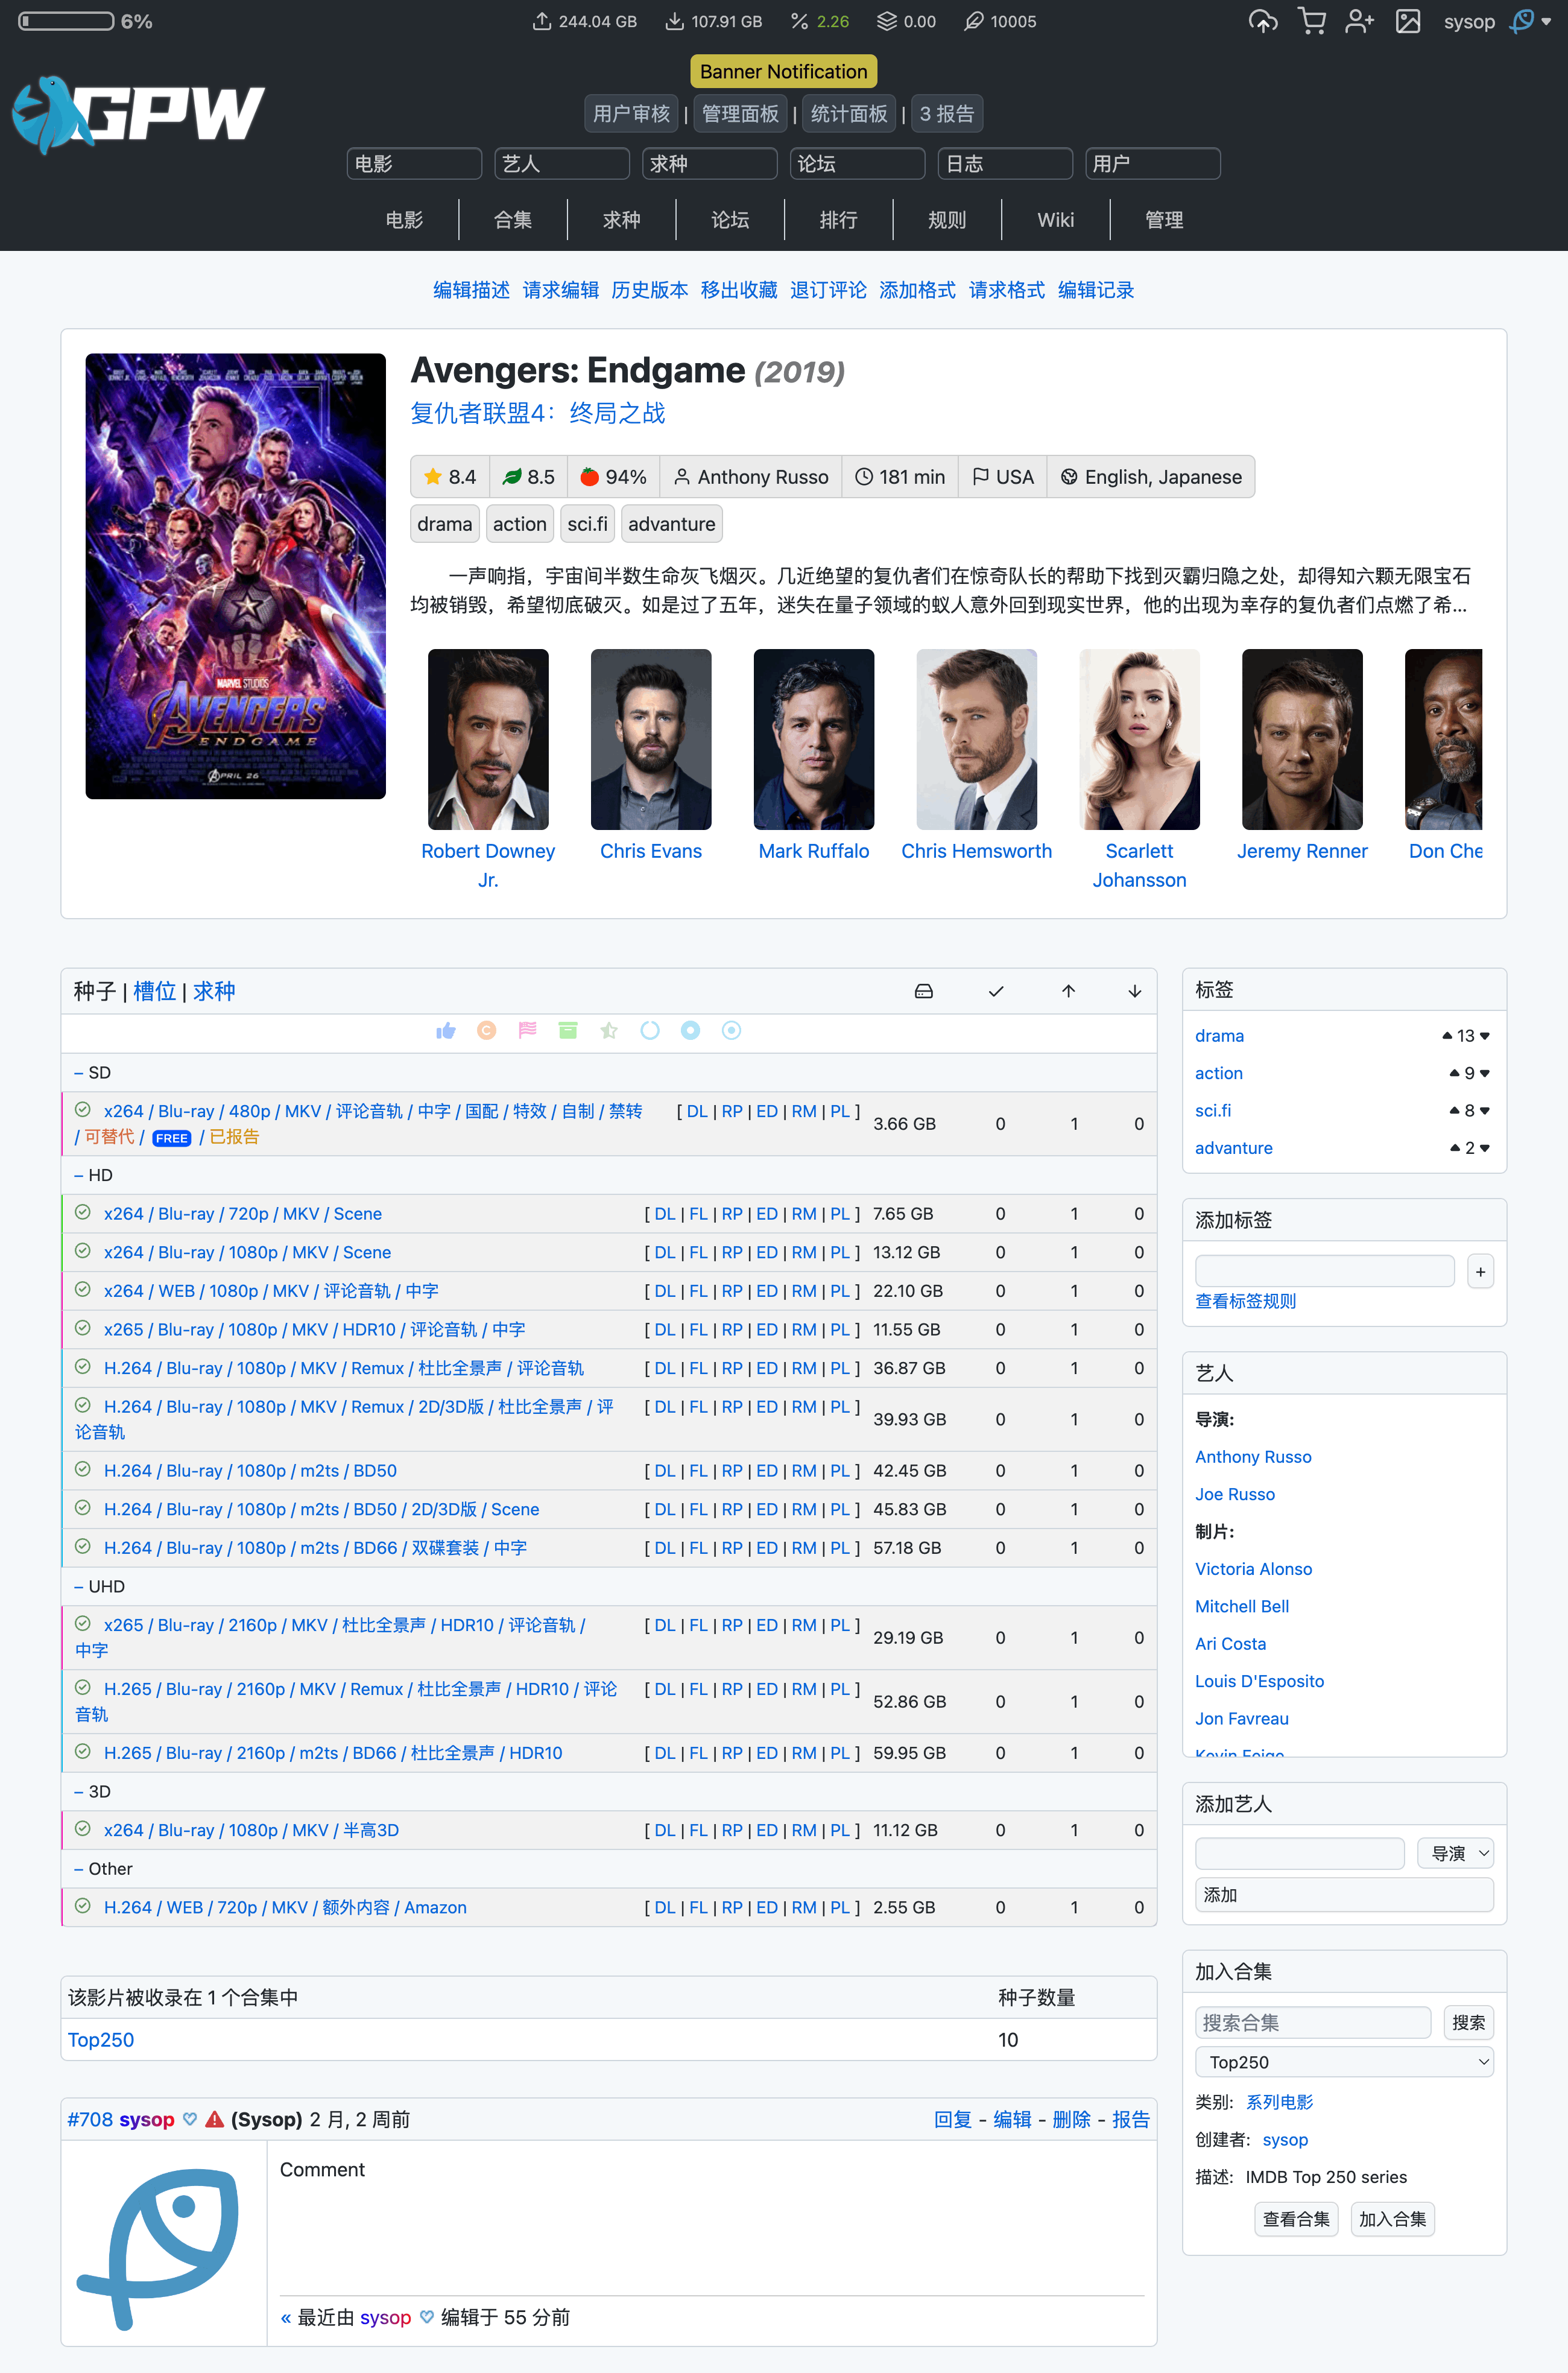 6%
244.04 GB 107.91 GB 2.26 0.00 10005 sysop
Banner Notification
GPW
用户审核 | 管理面板 | 统计面板 | 3 报告
电影 艺人 求种 论坛 日志 用户
电影 合集 求种 论坛 排行 规则 Wiki 管理
编辑描述 请求编辑 历史版本 移出收藏 退订评论 添加格式 请求格式 编辑记录
Avengers: Endgame (2019)
复仇者联盟4：终局之战
8.4 8.5 94% Anthony Russo 181 min USA English, Japanese
drama action sci.fi advanture
一声响指，宇宙间半数生命灰飞烟灭。几近绝望的复仇者们在惊奇队长的帮助下找到灭霸归隐之处，却得知六颗无限宝石
均被销毁，希望彻底破灭。如是过了五年，迷失在量子领域的蚁人意外回到现实世界，他的出现为幸存的复仇者们点燃了希...
MARVEL STUDIOS
AVENGERS
ENDGAME
APRIL 26
Robert Downey Jr.
Chris Evans
Mark Ruffalo
Chris Hemsworth
Scarlett Johansson
Jeremy Renner
Don Che
种子 | 槽位 | 求种
– SD
x264 / Blu-ray / 480p / MKV / 评论音轨 / 中字 / 国配 / 特效 / 自制 / 禁转 [ DL | RP | ED | RM | PL ] 3.66 GB 0 1 0
/ 可替代 / FREE / 已报告
– HD
x264 / Blu-ray / 720p / MKV / Scene [ DL | FL | RP | ED | RM | PL ] 7.65 GB 0 1 0
x264 / Blu-ray / 1080p / MKV / Scene [ DL | FL | RP | ED | RM | PL ] 13.12 GB 0 1 0
x264 / WEB / 1080p / MKV / 评论音轨 / 中字 [ DL | FL | RP | ED | RM | PL ] 22.10 GB 0 1 0
x265 / Blu-ray / 1080p / MKV / HDR10 / 评论音轨 / 中字 [ DL | FL | RP | ED | RM | PL ] 11.55 GB 0 1 0
H.264 / Blu-ray / 1080p / MKV / Remux / 杜比全景声 / 评论音轨 [ DL | FL | RP | ED | RM | PL ] 36.87 GB 0 1 0
H.264 / Blu-ray / 1080p / MKV / Remux / 2D/3D版 / 杜比全景声 / 评 [ DL | FL | RP | ED | RM | PL ] 39.93 GB 0 1 0
论音轨
H.264 / Blu-ray / 1080p / m2ts / BD50 [ DL | FL | RP | ED | RM | PL ] 42.45 GB 0 1 0
H.264 / Blu-ray / 1080p / m2ts / BD50 / 2D/3D版 / Scene [ DL | FL | RP | ED | RM | PL ] 45.83 GB 0 1 0
H.264 / Blu-ray / 1080p / m2ts / BD66 / 双碟套装 / 中字 [ DL | FL | RP | ED | RM | PL ] 57.18 GB 0 1 0
– UHD
x265 / Blu-ray / 2160p / MKV / 杜比全景声 / HDR10 / 评论音轨 / [ DL | FL | RP | ED | RM | PL ] 29.19 GB 0 1 0
中字
H.265 / Blu-ray / 2160p / MKV / Remux / 杜比全景声 / HDR10 / 评论 [ DL | FL | RP | ED | RM | PL ] 52.86 GB 0 1 0
音轨
H.265 / Blu-ray / 2160p / m2ts / BD66 / 杜比全景声 / HDR10 [ DL | FL | RP | ED | RM | PL ] 59.95 GB 0 1 0
– 3D
x264 / Blu-ray / 1080p / MKV / 半高3D [ DL | FL | RP | ED | RM | PL ] 11.12 GB 0 1 0
– Other
H.264 / WEB / 720p / MKV / 额外内容 / Amazon [ DL | FL | RP | ED | RM | PL ] 2.55 GB 0 1 0
该影片被收录在 1 个合集中 种子数量
Top250 10
#708 sysop (Sysop) 2 月, 2 周前 回复 - 编辑 - 删除 - 报告
Comment
« 最近由 sysop 编辑于 55 分前
标签
drama 13
action 9
sci.fi 8
advanture 2
添加标签
+
查看标签规则
艺人
导演:
Anthony Russo
Joe Russo
制片:
Victoria Alonso
Mitchell Bell
Ari Costa
Louis D'Esposito
Jon Favreau
Kevin Feige
添加艺人
导演
添加
加入合集
搜索合集 搜索
Top250
类别: 系列电影
创建者: sysop
描述: IMDB Top 250 series
查看合集 加入合集